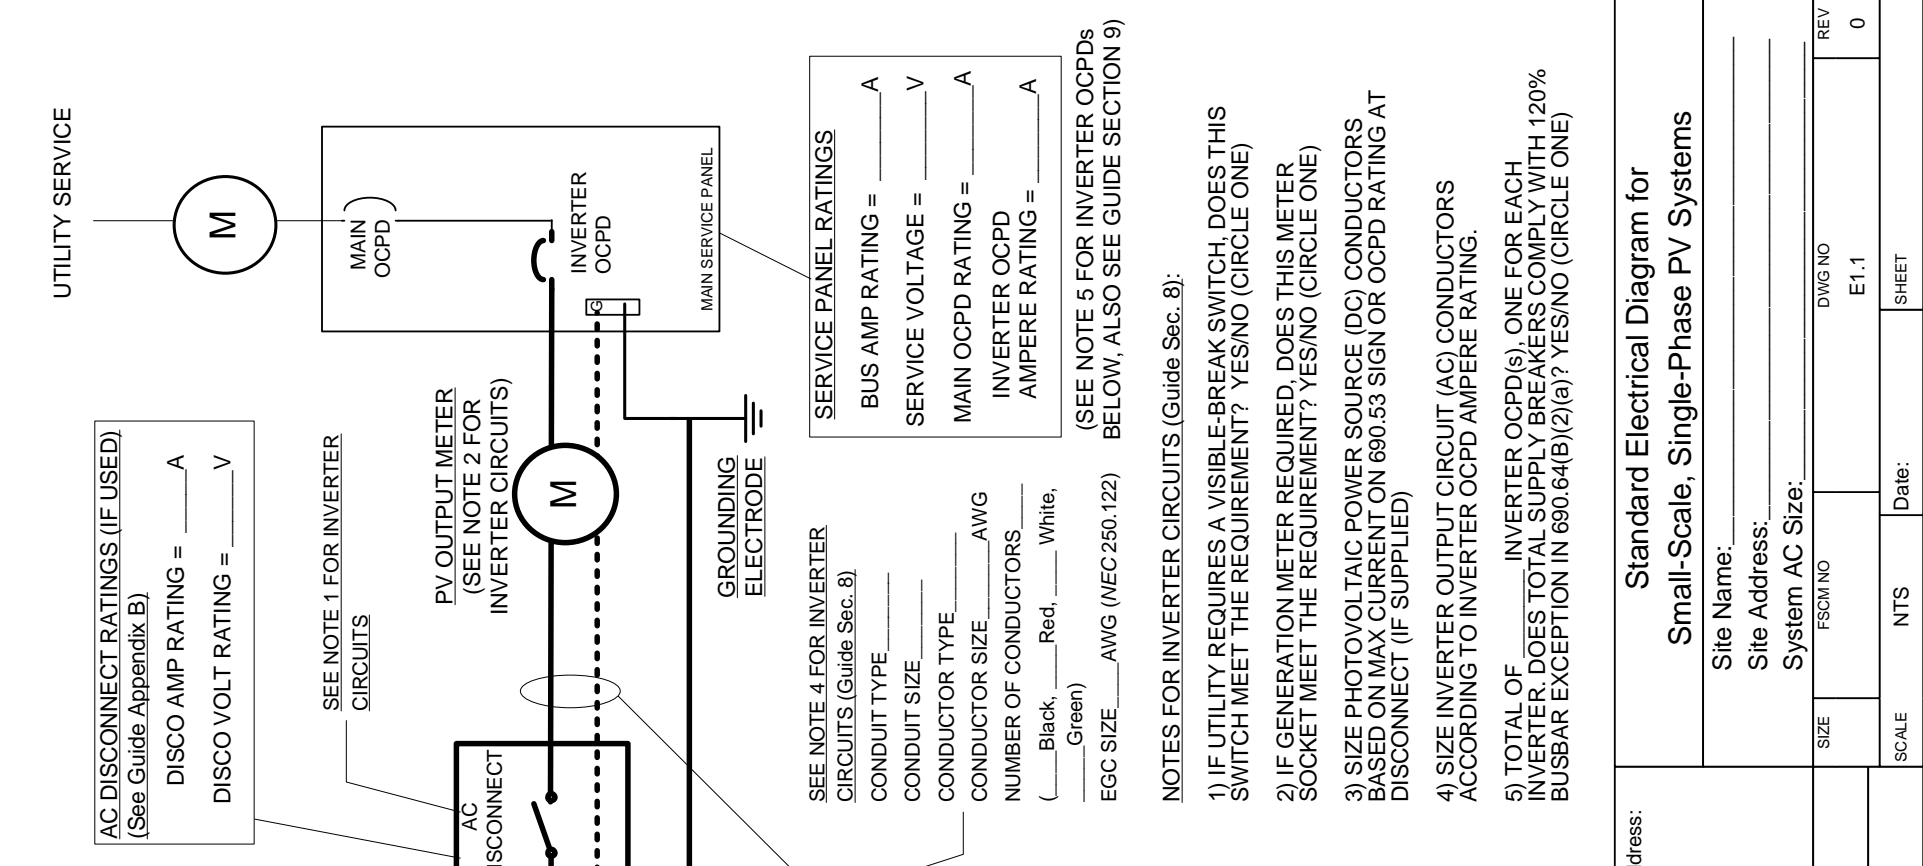 UTILITY SERVICE
M
MAIN
OCPD
INVERTER
OCPD
G
MAIN SERVICE PANEL
AC DISCONNECT RATINGS (IF USED)
(See Guide Appendix B)
DISCO AMP RATING = _____A
DISCO VOLT RATING = _____V
SEE NOTE 1 FOR INVERTER
CIRCUITS
PV OUTPUT METER
(SEE NOTE 2 FOR
INVERTER CIRCUITS)
M
GROUNDING
ELECTRODE
AC
ISCONNECT
SERVICE PANEL RATINGS
BUS AMP RATING = ______A
SERVICE VOLTAGE = ______V
MAIN OCPD RATING = ______A
INVERTER OCPD
AMPERE RATING = ______A
(SEE NOTE 5 FOR INVERTER OCPDs
BELOW, ALSO SEE GUIDE SECTION 9)
SEE NOTE 4 FOR INVERTER
CIRCUITS (Guide Sec. 8)
CONDUIT TYPE______
CONDUIT SIZE______
CONDUCTOR TYPE______
CONDUCTOR SIZE______AWG
NUMBER OF CONDUCTORS____
(___Black, ___Red, ___ White,
____Green)
EGC SIZE____AWG (NEC 250.122)
NOTES FOR INVERTER CIRCUITS (Guide Sec. 8):
1) IF UTILITY REQUIRES A VISIBLE-BREAK SWITCH, DOES THIS
SWITCH MEET THE REQUIREMENT? YES/NO (CIRCLE ONE)
2) IF GENERATION METER REQUIRED, DOES THIS METER
SOCKET MEET THE REQUIREMENT? YES/NO (CIRCLE ONE)
3) SIZE PHOTOVOLTAIC POWER SOURCE (DC) CONDUCTORS
BASED ON MAX CURRENT ON 690.53 SIGN OR OCPD RATING AT
DISCONNECT (IF SUPPLIED)
4) SIZE INVERTER OUTPUT CIRCUIT (AC) CONDUCTORS
ACCORDING TO INVERTER OCPD AMPERE RATING.
5) TOTAL OF ______ INVERTER OCPD(s), ONE FOR EACH
INVERTER. DOES TOTAL SUPPLY BREAKERS COMPLY WITH 120%
BUSBAR EXCEPTION IN 690.64(B)(2)(a)? YES/NO (CIRCLE ONE)
Standard Electrical Diagram for
Small-Scale, Single-Phase PV Systems
Site Name:____________________
Site Address:____________________
System AC Size:____________________
SIZE
FSCM NO
DWG NO
E1.1
REV
0
SCALE
NTS
Date:
SHEET
dress: